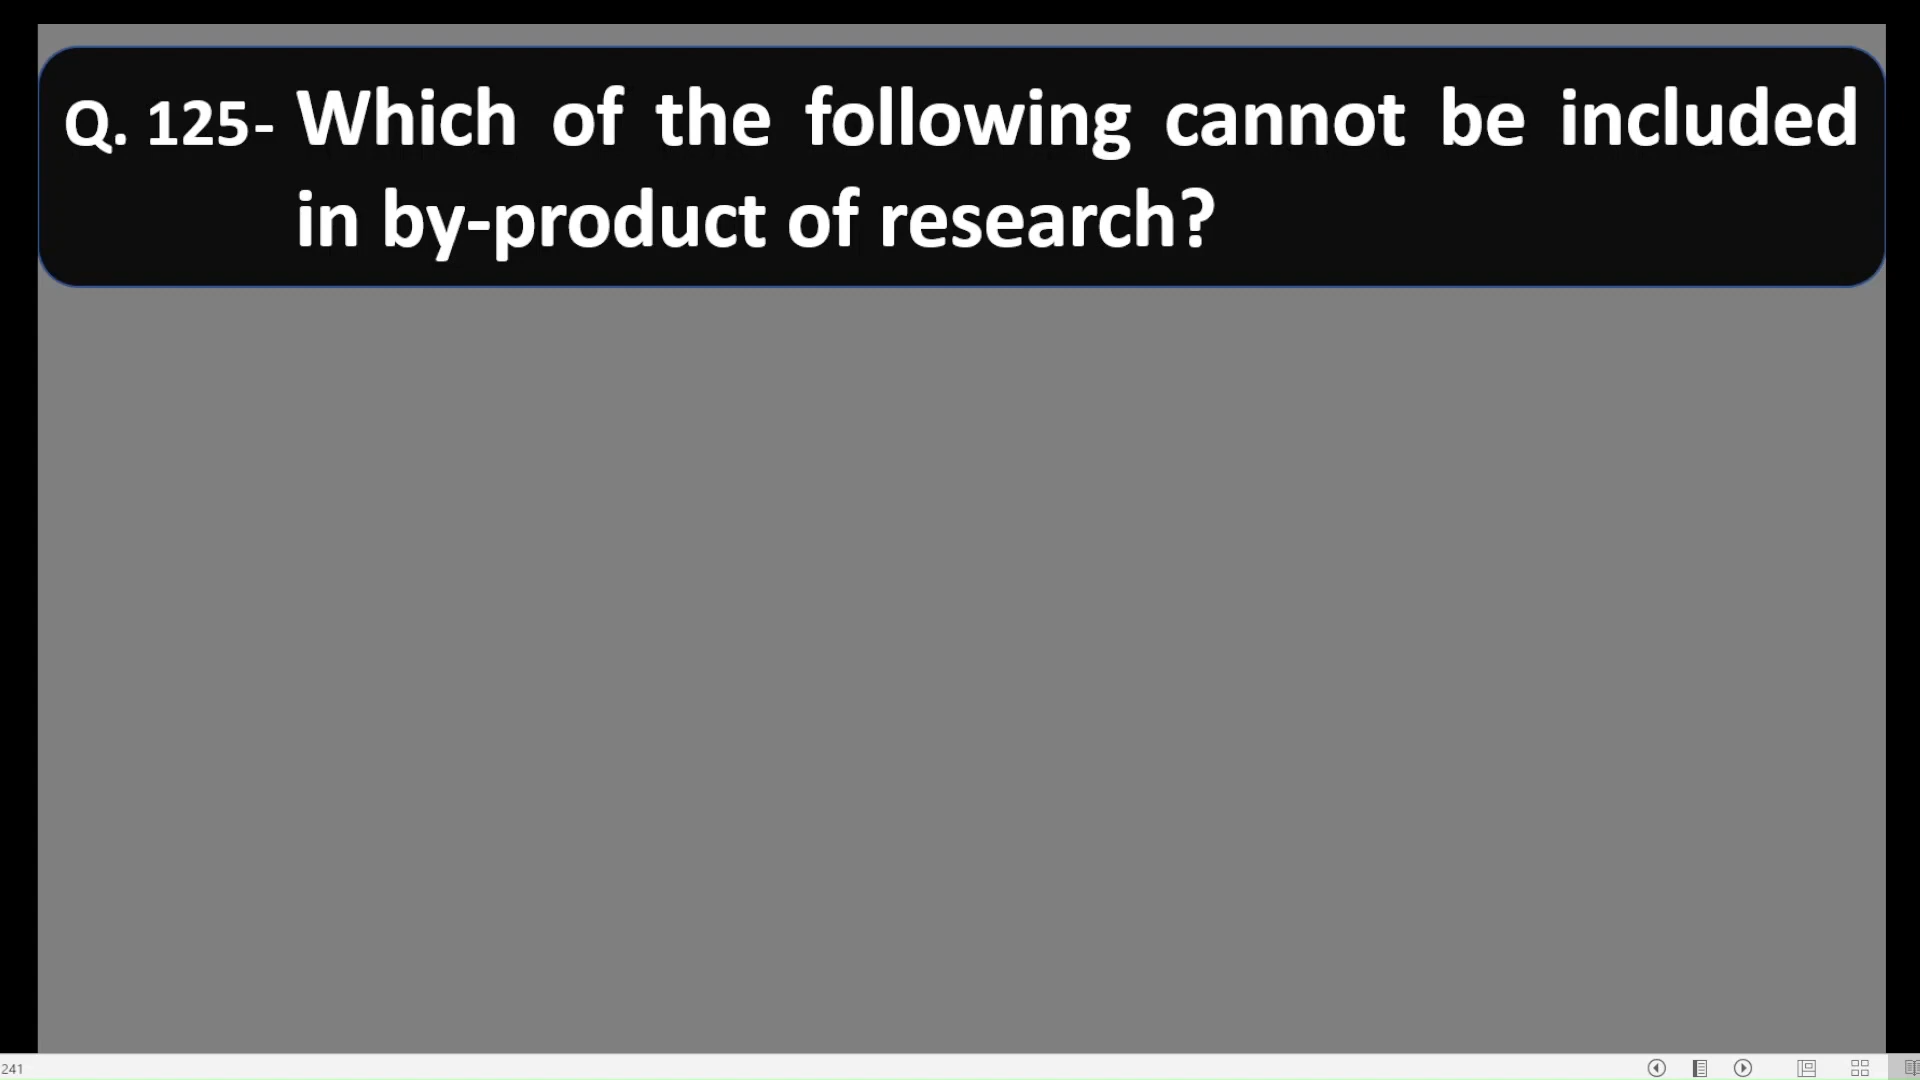 Q. 125- Which of the following cannot be included
in by-product of research?
241